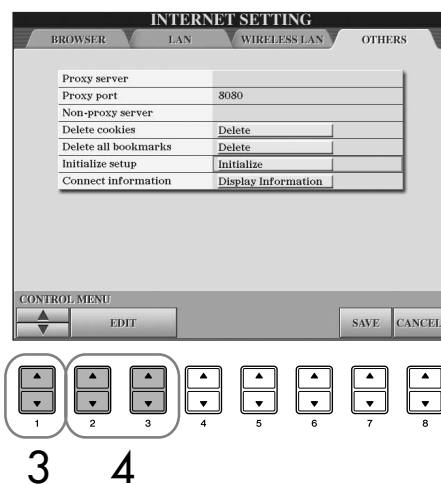 INTERNET SETTING
BROWSER LAN WIRELESS LAN OTHERS
Proxy server
Proxy port 8080
Non-proxy server
Delete cookies Delete
Delete all bookmarks Delete
Initialize setup Initialize
Connect information Display Information
CONTROL MENU
EDIT SAVE CANCEL
1 2 3 4 5 6 7 8
3 4